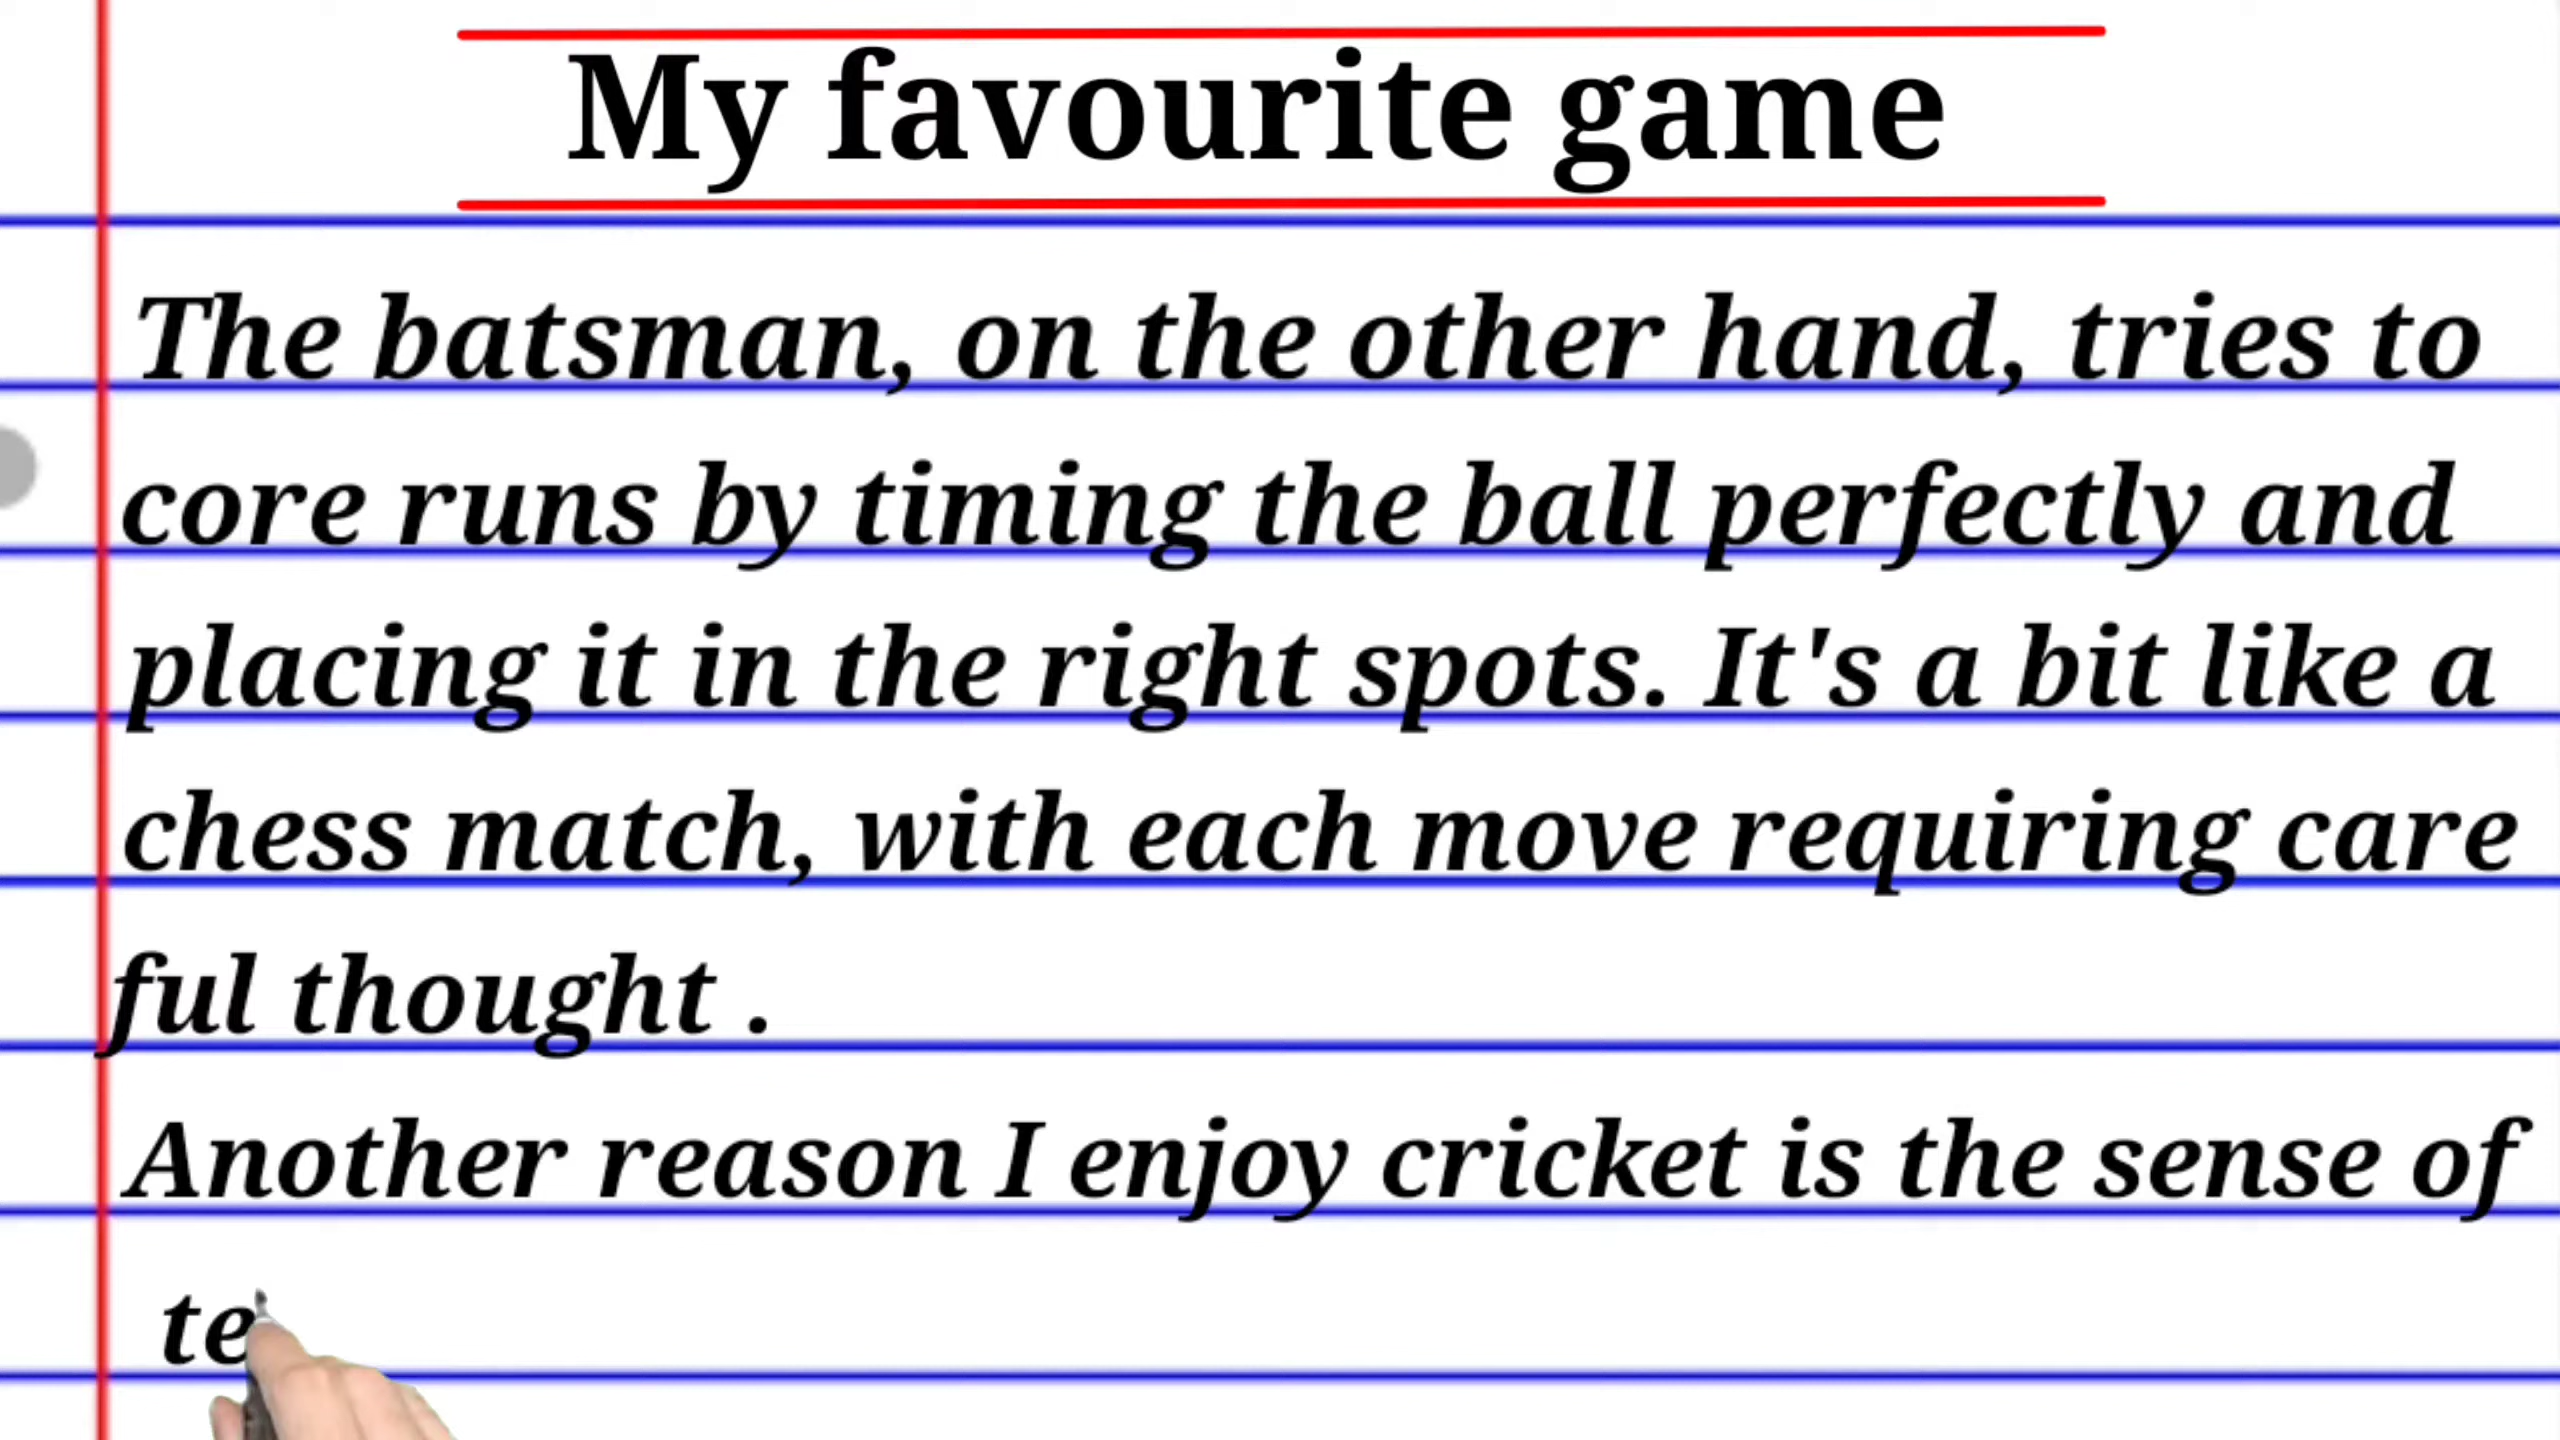 My favourite game
The batsman, on the other hand, tries to
core runs by timing the ball perfectly and
placing it in the right spots. It's a bit like a
chess match, with each move requiring care
ful thought .
Another reason I enjoy cricket is the sense of
te